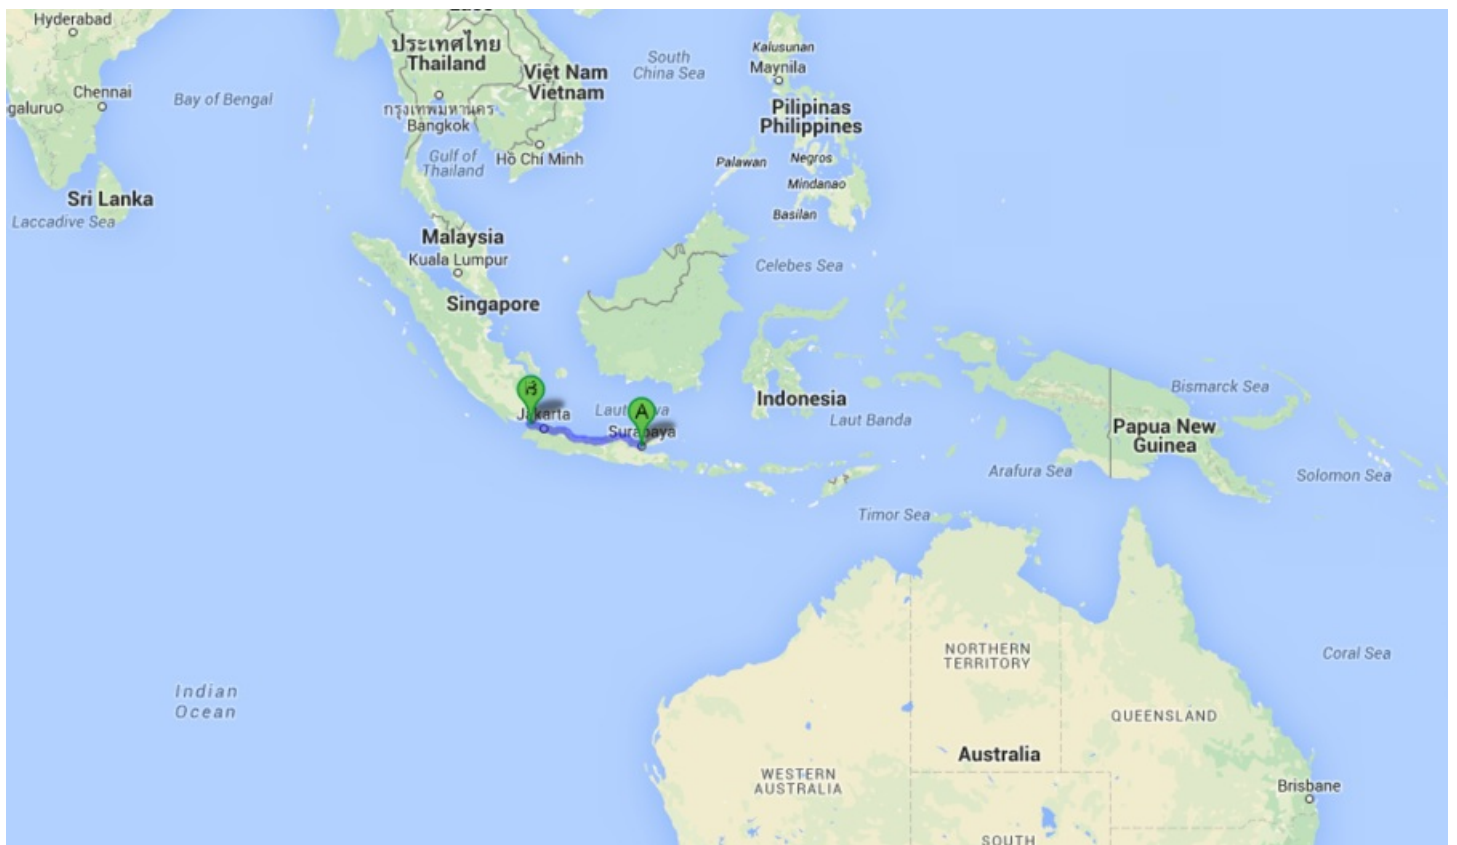 Hyderabad
ประเทศไทย
Thailand
Việt Nam
Vietnam
South
China Sea
Kalusunan
Maynila
Chennai
galuru
Bay of Bengal
กรุงเทพมหานคร
Bangkok
Pilipinas
Philippines
Gulf of
Thailand
Hồ Chí Minh
Palawan
Negros
Mindanao
Sri Lanka
Laccadive Sea
Basilan
Malaysia
Kuala Lumpur
Celebes Sea
Singapore
Bismarck Sea
Indonesia
A
Jakarta
Laut
Surabaya
Laut Banda
Papua New
Guinea
Arafura Sea
Solomon Sea
Timor Sea
NORTHERN
TERRITORY
Coral Sea
Indian
Ocean
QUEENSLAND
Australia
WESTERN
AUSTRALIA
Brisbane
SOUTH